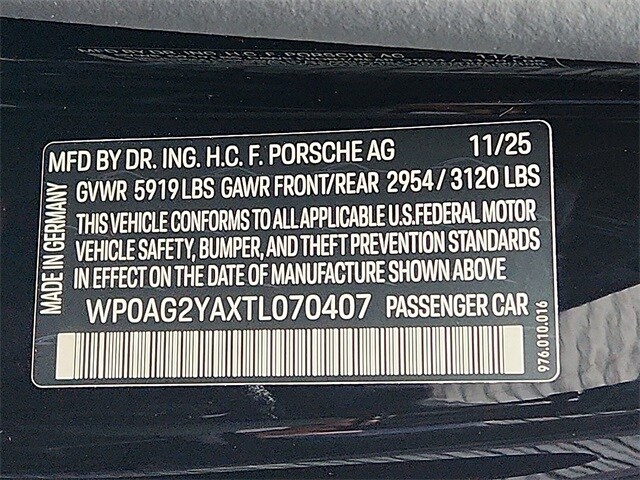 MFD BY DR. ING. H.C. F. PORSCHE AG 11/25
GVWR 5919 LBS GAWR FRONT/REAR 2954 / 3120 LBS
THIS VEHICLE CONFORMS TO ALL APPLICABLE U.S.FEDERAL MOTOR
VEHICLE SAFETY, BUMPER, AND THEFT PREVENTION STANDARDS
IN EFFECT ON THE DATE OF MANUFACTURE SHOWN ABOVE
WP0AG2YAXTL070407 PASSENGER CAR
MADE IN GERMANY
976.010.016